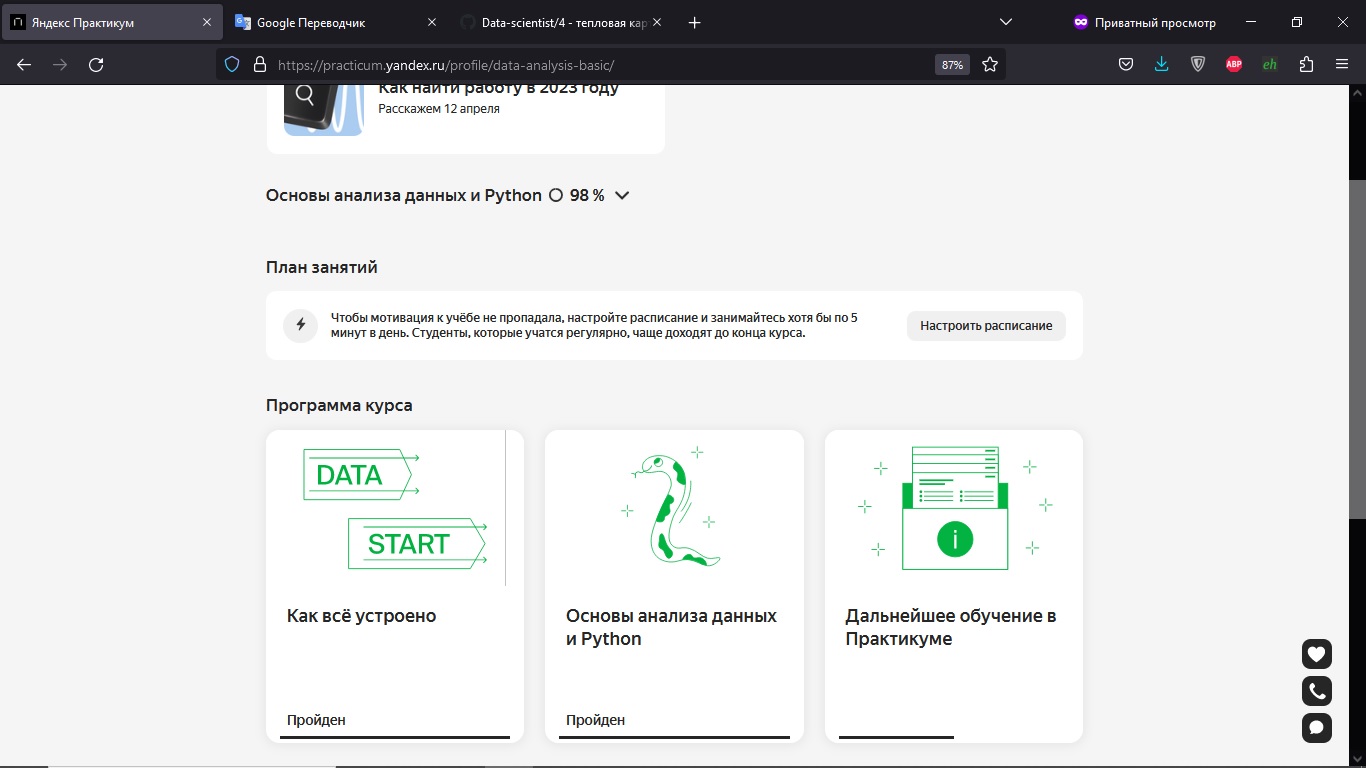 Яндекс Практикум
Google Переводчик
Data-scientist/4 - тепловая кар
Приватный просмотр
https://practicum.yandex.ru/profile/data-analysis-basic/
87%
ABP
eh
Как найти работу в 2023 году
Расскажем 12 апреля
Основы анализа данных и Python 98 %
План занятий
Чтобы мотивация к учёбе не пропадала, настройте расписание и занимайтесь хотя бы по 5
минут в день. Студенты, которые учатся регулярно, чаще доходят до конца курса.
Настроить расписание
Программа курса
DATA
START
Как всё устроено
Пройден
Основы анализа данных
и Python
Пройден
i
Дальнейшее обучение в
Практикуме